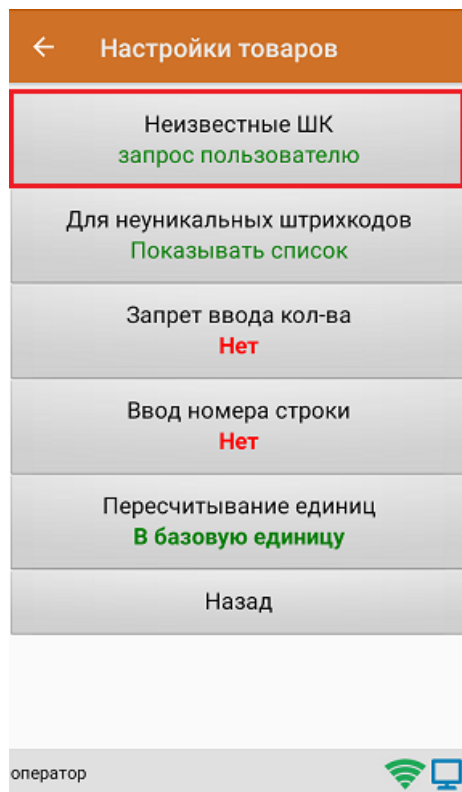 Настройки товаров
Неизвестные ШК
запрос пользователю
Для неуникальных штрихкодов
Показывать список
Запрет ввода кол-ва
Нет
Ввод номера строки
Нет
Пересчитывание единиц
В базовую единицу
Назад
оператор